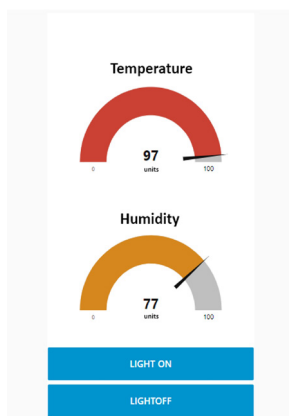 Temperature
97
units
0 100
Humidity
77
units
0 100
LIGHT ON
LIGHTOFF